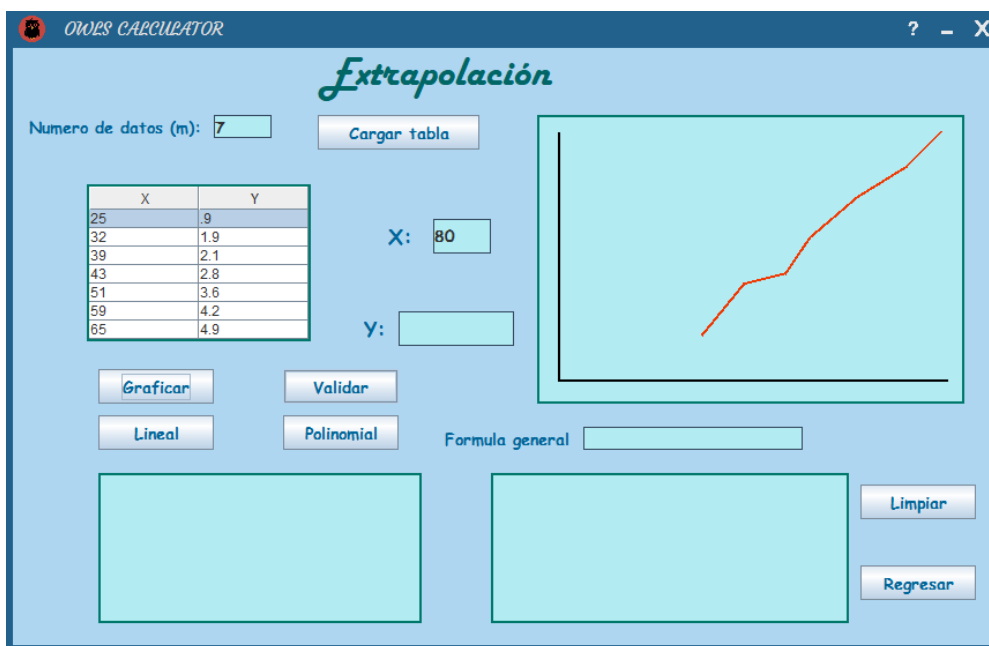 OWLS CALCULATOR ? – X
Extrapolación
Numero de datos (m): 7
Cargar tabla
X Y
25 .9
32 1.9
39 2.1
43 2.8
51 3.6
59 4.2
65 4.9
X: 80
Y:
Graficar
Validar
Lineal
Polinomial
Formula general
Limpiar
Regresar